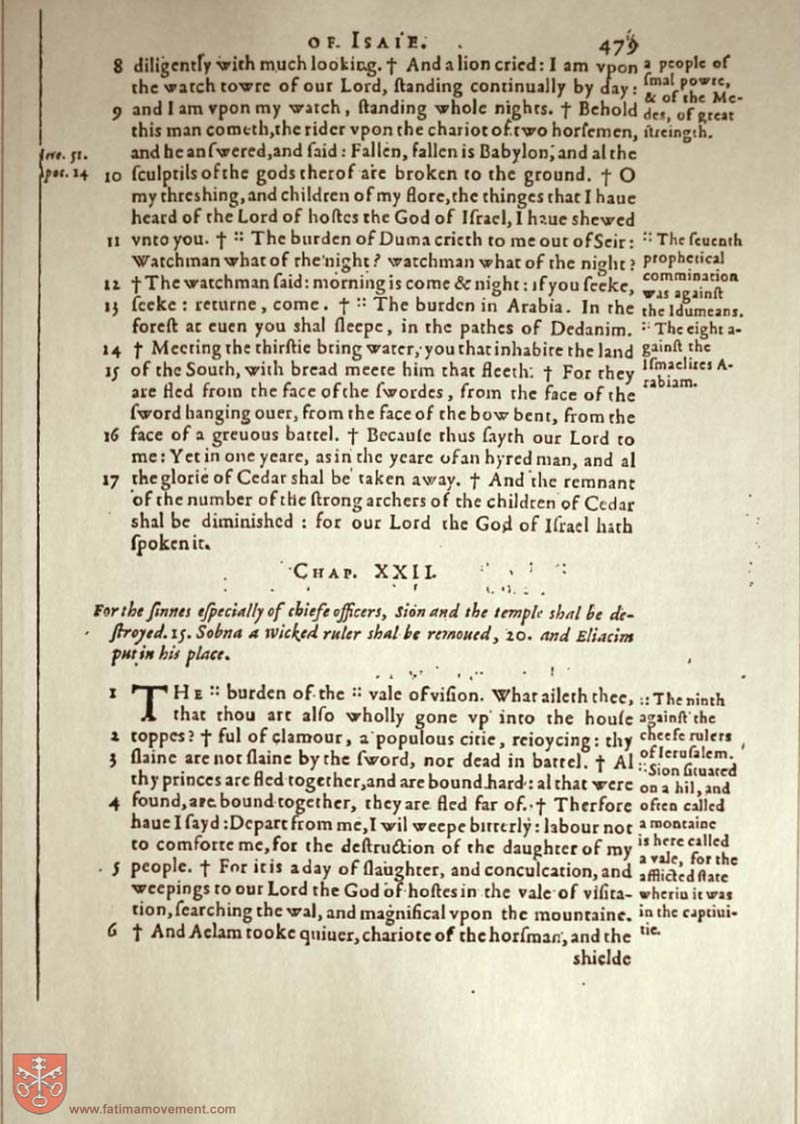 OF ISAIE. 479
8 diligentſy with much looking. † And a lion cried: I am vpon
the watch towre of our Lord, ſtanding continually by day:
9 and I am vpon my watch, ſtanding whole nights. † Behold
this man cometh, the rider vpon the chariot of two horſemen,
and he anſwered, and ſaid: Fallen, fallen is Babylon, and al the
10 ſculptils of the gods therof are broken to the ground. † O
my threſhing, and children of my flore, the thinges that I haue
heard of the Lord of hoſtes the God of Iſrael, I haue shewed
11 vnto you. † :: The burden of Duma crieth to me out of Seir:
Watchman what of the night? watchman what of the night?
12 † The watchman ſaid: morning is come & night: if you ſeeke,
13 ſeeke: returne, come. † :: The burden in Arabia. In the
foreſt at euen you shal ſleepe, in the pathes of Dedanim.
14 † Meeting the thirſtie bring water, you that inhabite the land
15 of the South, with bread meete him that fleeth. † For they
are fled from the face of the ſwordes, from the face of the
ſword hanging ouer, from the face of the bow bent, from the
16 face of a greuous battel. † Becauſe thus ſayth our Lord to
me: Yet in one yeare, as in the yeare of an hyred man, and al
17 the glorie of Cedar shal be taken away. † And the remnant
of the number of the ſtrong archers of the children of Cedar
shal be diminished: for our Lord the God of Iſrael hath
ſpoken it.
Iere. 51.
Apoc. 14
a people of
ſmal powre,
& of the Me-
des, of great
ſtreingth.
:: The ſeuenth
prophetical
commination
was againſt
the Idumeans.
:: The eight a-
gainſt the
Iſmaelites A-
rabiam.
CHAP. XXII.
For the ſinnes eſpecially of chiefe officers, Sion and the temple shal be de-
ſtroyed. 15. Sobna a wicked ruler shal be remoued, 20. and Eliacim
put in his place.
1 THE :: burden of the :: vale of viſion. What aileth thee,
that thou art alſo wholly gone vp into the houſe
2 toppes? † ful of clamour, a populous citie, reioycing: thy
3 ſlaine are not ſlaine by the ſword, nor dead in battel. † Al
thy princes are fled together, and are bound hard: al that were
4 found, are bound together, they are fled far of. † Therfore
haue I ſayd: Depart from me, I wil weepe bitterly: labour not
to comforte me, for the deſtruction of the daughter of my
5 people. † For it is a day of ſlaughter, and conculcation, and
weepings to our Lord the God of hoſtes in the vale of viſita-
tion, ſearching the wal, and magnifical vpon the mountaine.
6 † And Aelam tooke quiuer, chariote of the horſman, and the
shielde
:: The ninth
againſt the
cheefe rulers
of Ieruſalem.
:: Sion ſituated
on a hil, and
often called
a montaine
is here called
a vale, for the
afflicted ſtate
wherin it was
in the captiui-
tie.
www.fatimamovement.com